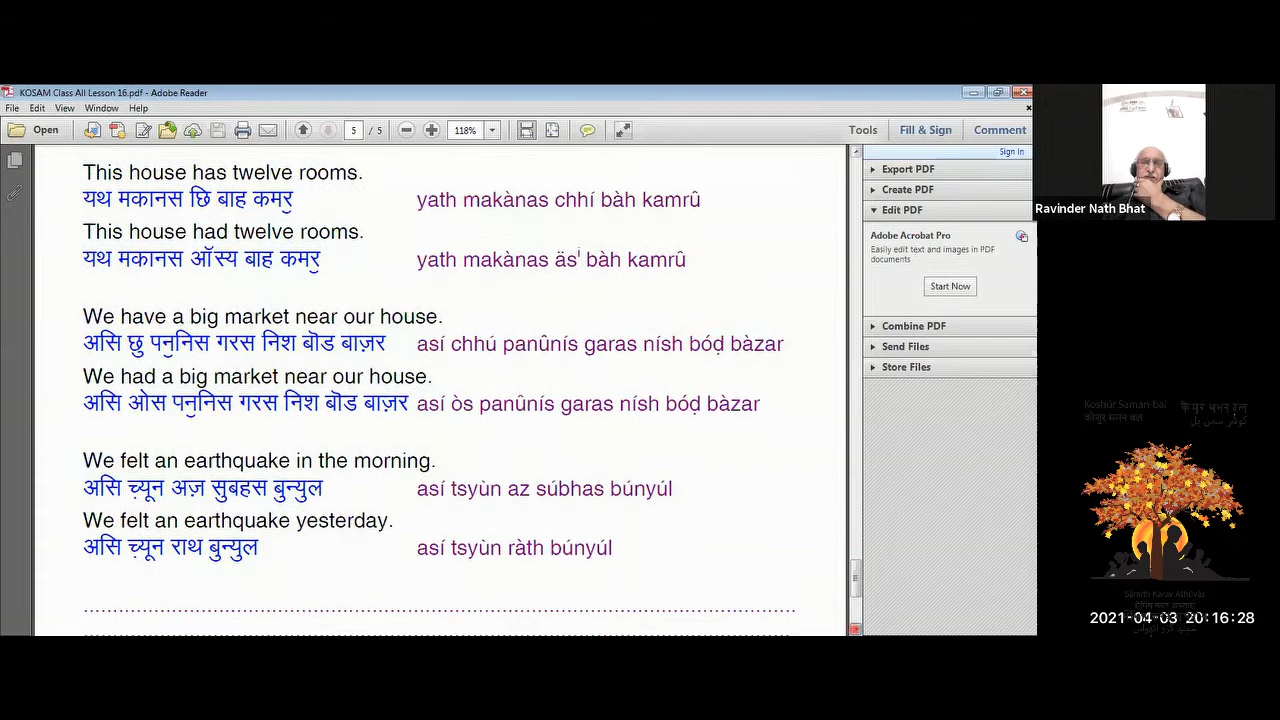 KOSAM Class All Lesson 16.pdf - Adobe Reader
File Edit View Window Help
Open 5 / 5 118% Tools Fill & Sign Comment
Sign In
This house has twelve rooms.
यथ मकानस छि बाह कमरॖ yath makànas chhí bàh kamrû
This house had twelve rooms.
यथ मकानस ऑस्य बाह कमरॖ yath makànas äsⁱ bàh kamrû
We have a big market near our house.
असि छु पनॖनिस गरस निश बॊड बाज़र así chhú panûnís garas nísh bóḍ bàzar
We had a big market near our house.
असि ओस पनॖनिस गरस निश बॊड बाज़र así òs panûnís garas nísh bóḍ bàzar
We felt an earthquake in the morning.
असि च़्यून अज़ सुबहस बुन्युल así tsyùn az súbhas búnyúl
We felt an earthquake yesterday.
असि च़्यून राथ बुन्युल así tsyùn ràth búnyúl
Export PDF
Create PDF
Edit PDF
Adobe Acrobat Pro
Easily edit text and images in PDF
documents
Start Now
Combine PDF
Send Files
Store Files
Ravinder Nath Bhat
Koshúr Saman-bal
कॉशुर समन बल
2021-04-03 20:16:28